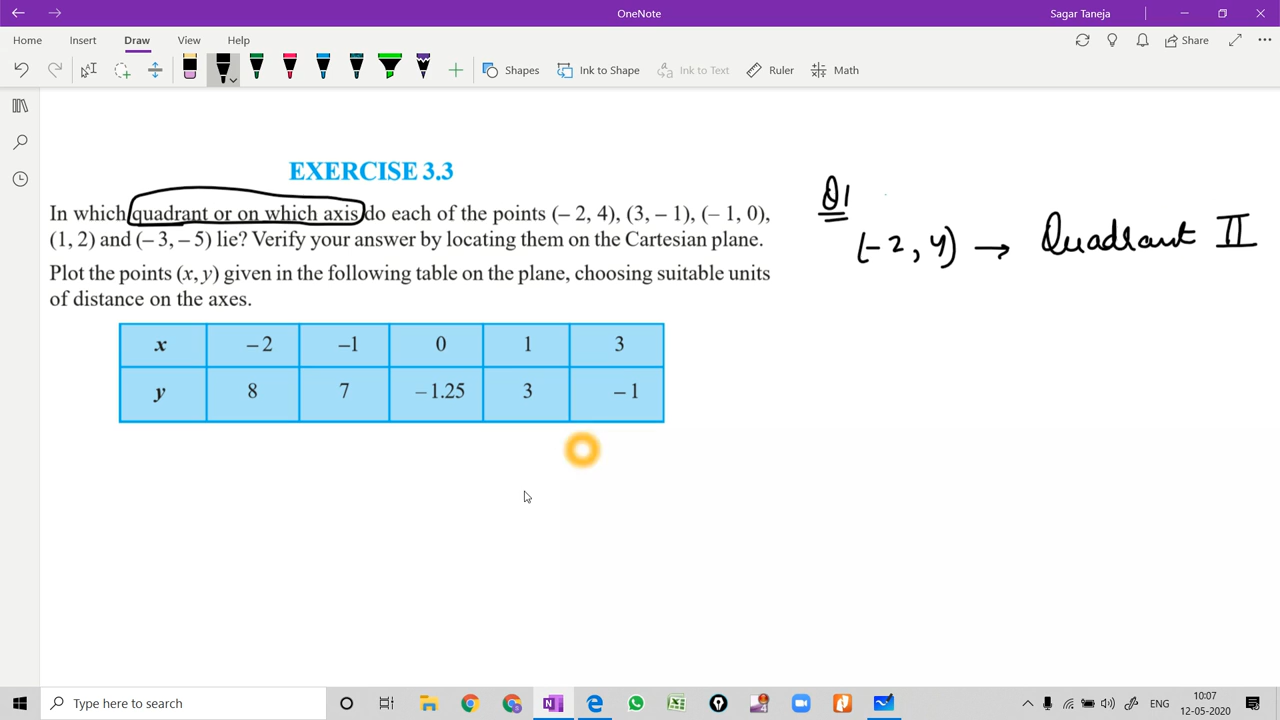 OneNote
Sagar Taneja
Home Insert Draw View Help
Share
Shapes Ink to Shape Ink to Text Ruler Math
EXERCISE 3.3
In which quadrant or on which axis do each of the points (– 2, 4), (3, – 1), (– 1, 0),
(1, 2) and (– 3, – 5) lie? Verify your answer by locating them on the Cartesian plane.
Plot the points (x, y) given in the following table on the plane, choosing suitable units
of distance on the axes.
x – 2 –1 0 1 3
y 8 7 – 1.25 3 – 1
Q1
(-2, 4) → Quadrant II
Type here to search
ENG
10:07
12-05-2020